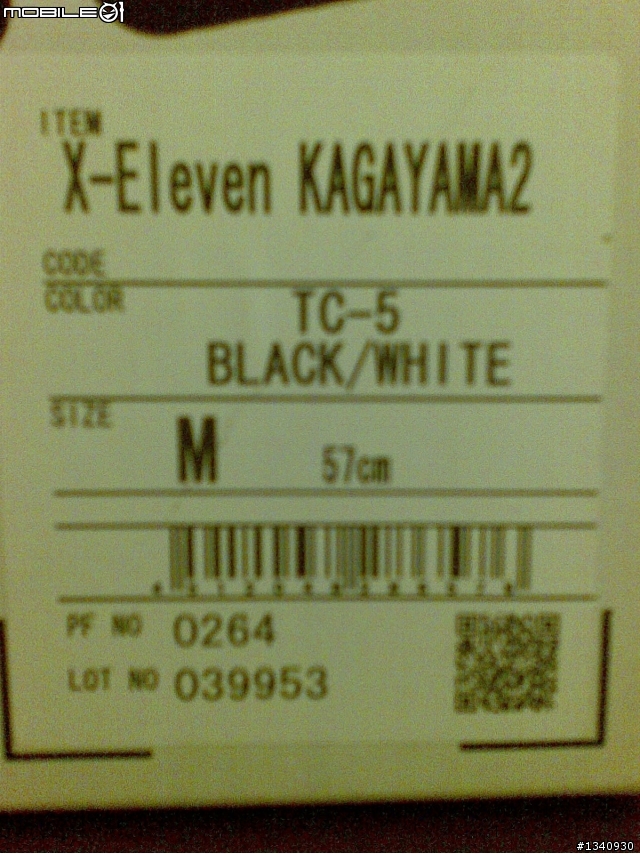 MOBILE01
ITEM
X-Eleven KAGAYAMA2
CODE
COLOR
TC-5
BLACK/WHITE
SIZE
M 57cm
PF NO 0264
LOT NO 039953
#1340930